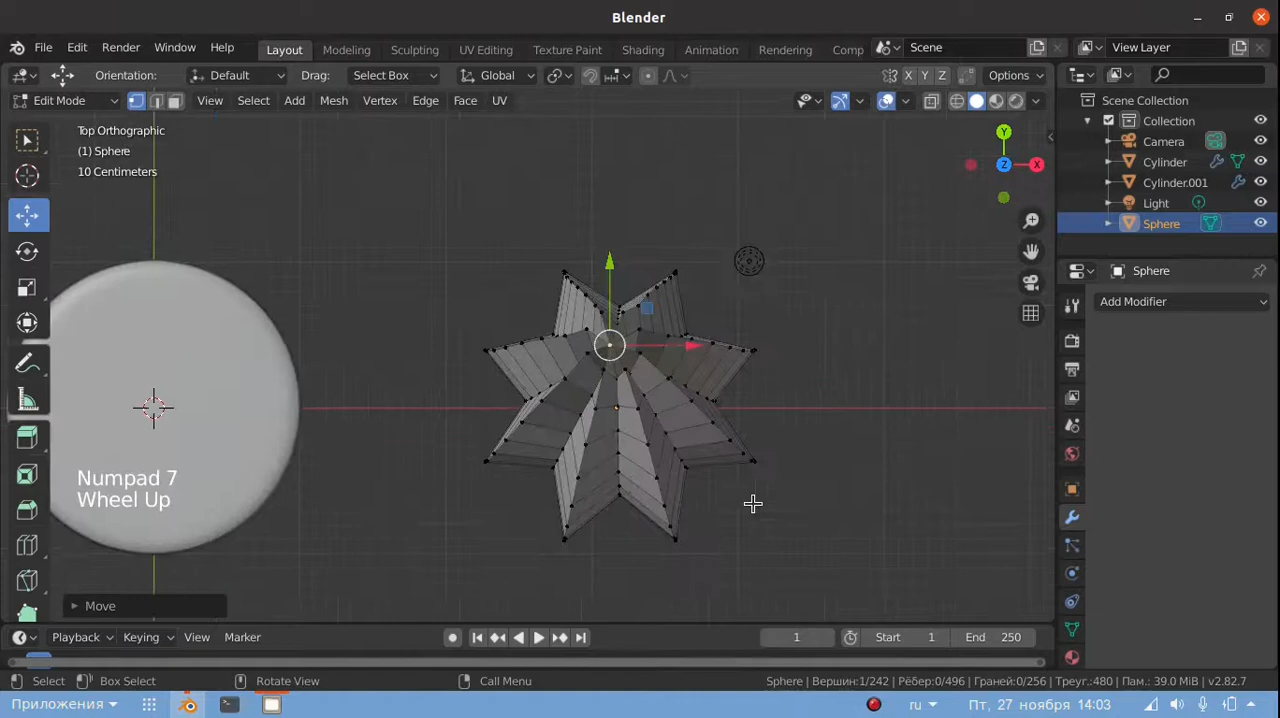 Blender
File Edit Render Window Help Layout Modeling Sculpting UV Editing Texture Paint Shading Animation Rendering Comp Scene View Layer
Orientation: Default Drag: Select Box Global Options
Edit Mode View Select Add Mesh Vertex Edge Face UV
X Y Z
Top Orthographic
(1) Sphere
10 Centimeters
Y
Z X
Numpad 7
Wheel Up
Move
Scene Collection
Collection
Camera
Cylinder
Cylinder.001
Light
Sphere
Sphere
Add Modifier
Playback Keying View Marker 1 Start 1 End 250
Select Box Select Rotate View Call Menu Sphere | Вершин:1/242 | Рёбер:0/496 | Граней:0/256 | Треуг.:480 | Пам.: 39.0 MiB | v2.82.7
Приложения ru Пт, 27 ноября 14:03